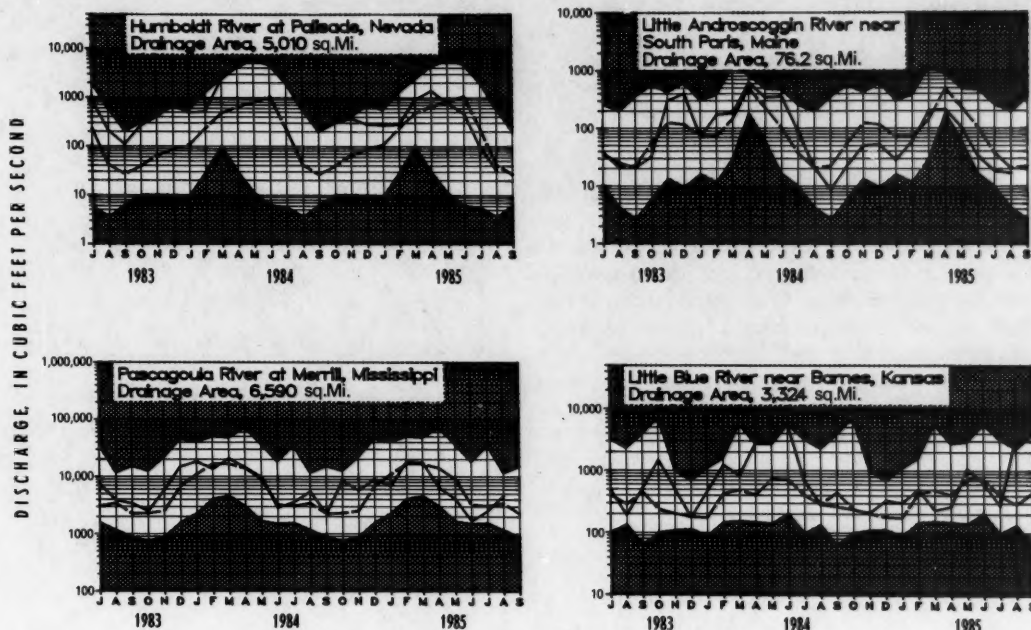 DISCHARGE, IN CUBIC FEET PER SECOND
Humboldt River at Palisade, Nevada
Drainage Area, 5,010 sq.Mi.
10,000
1000
100
10
1
J A S O N D J F M A M J J A S O N D J F M A M J J A S
1983 1984 1985
Little Androscoggin River near
South Paris, Maine
Drainage Area, 76.2 sq.Mi.
10,000
1000
100
10
1
J A S O N D J F M A M J J A S O N D J F M A M J J A S
1983 1984 1985
Pascagoula River at Merrill, Mississippi
Drainage Area, 6,590 sq.Mi.
1,000,000
100,000
10,000
1000
100
J A S O N D J F M A M J J A S O N D J F M A M J J A S
1983 1984 1985
Little Blue River near Barnes, Kansas
Drainage Area, 3,324 sq.Mi.
10,000
1000
100
10
J A S O N D J F M A M J J A S O N D J F M A M J J A S
1983 1984 1985